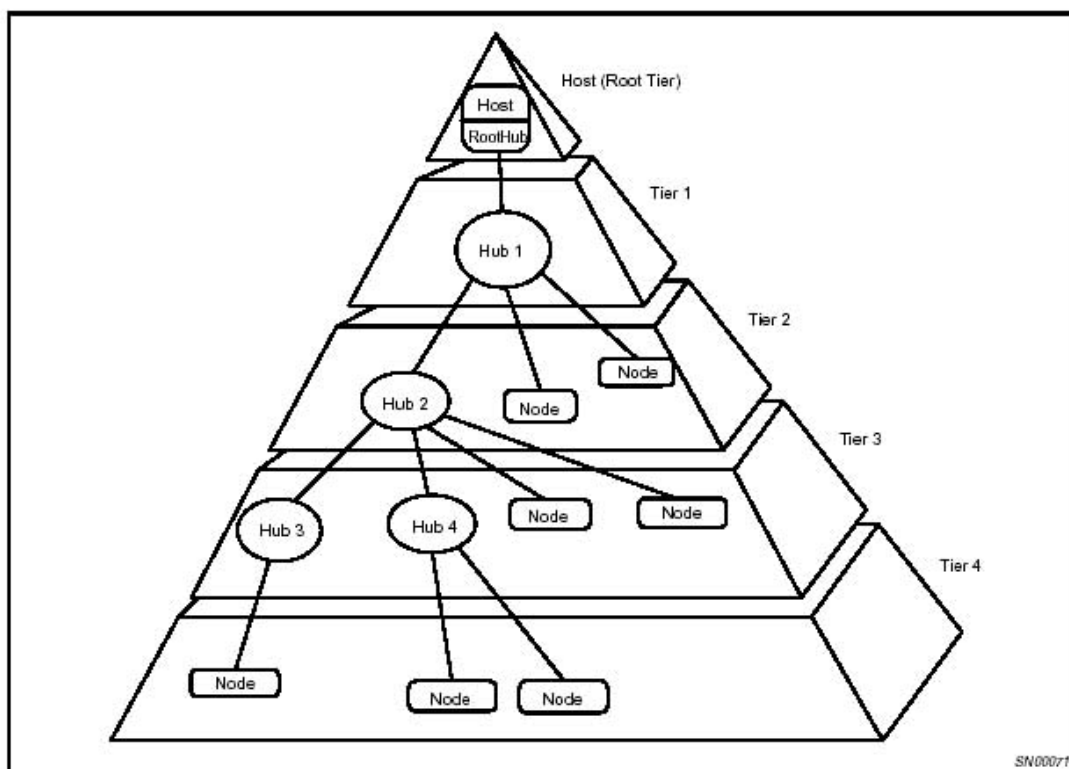 Host (Root Tier)
Host
RootHub
Tier 1
Hub 1
Tier 2
Node
Hub 2
Node
Tier 3
Node
Node
Hub 3
Hub 4
Tier 4
Node
Node
Node
SN00071